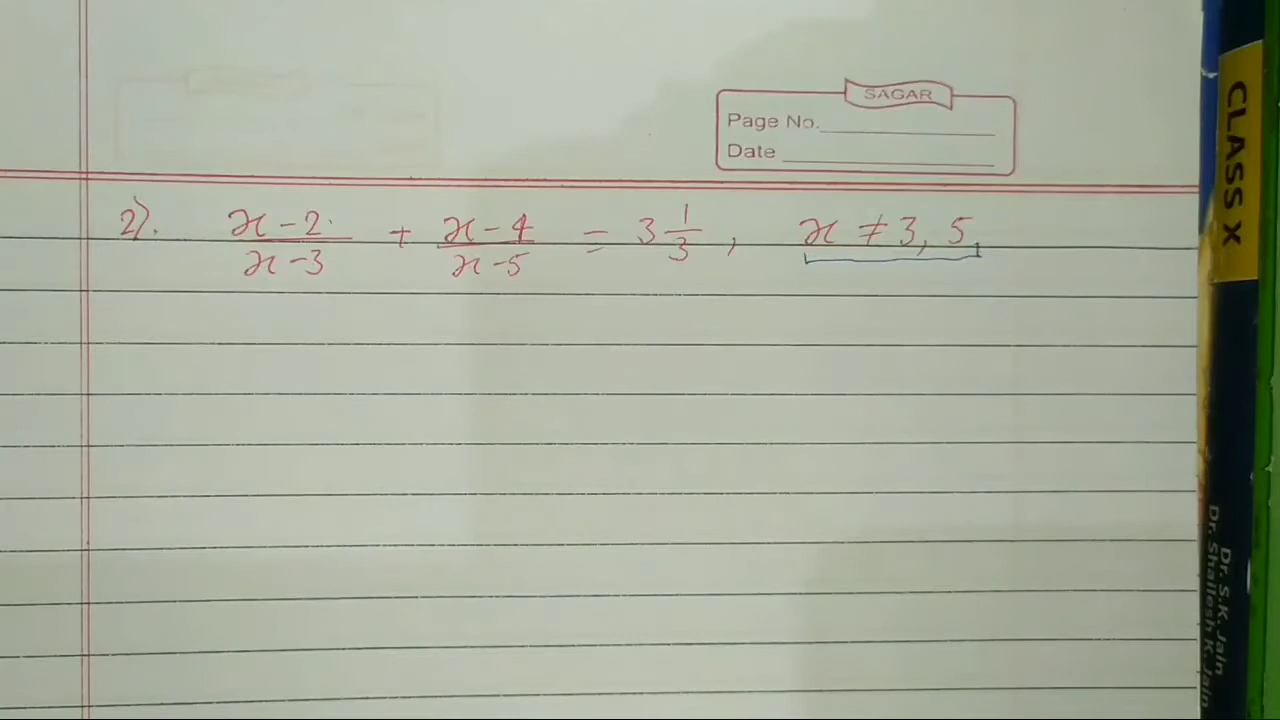 SAGAR
Page No.
Date
2). x-2/x-3 + x-4/x-5 = 3 1/3, x ≠ 3, 5,
CLASS X
Dr. S.K. Jain
Dr. Shailesh K. Jain